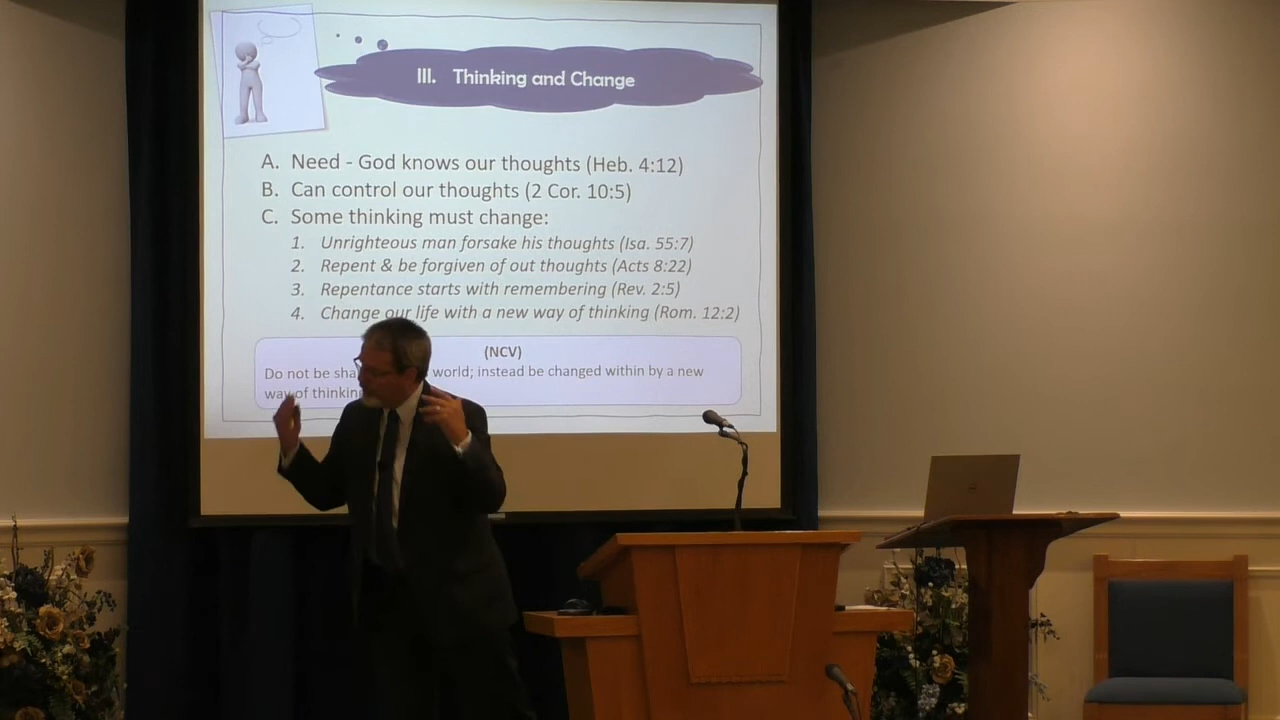 III. Thinking and Change
A. Need - God knows our thoughts (Heb. 4:12)
B. Can control our thoughts (2 Cor. 10:5)
C. Some thinking must change:
1. Unrighteous man forsake his thoughts (Isa. 55:7)
2. Repent & be forgiven of out thoughts (Acts 8:22)
3. Repentance starts with remembering (Rev. 2:5)
4. Change our life with a new way of thinking (Rom. 12:2)
(NCV)
Do not be world; instead be changed within by a new
way of